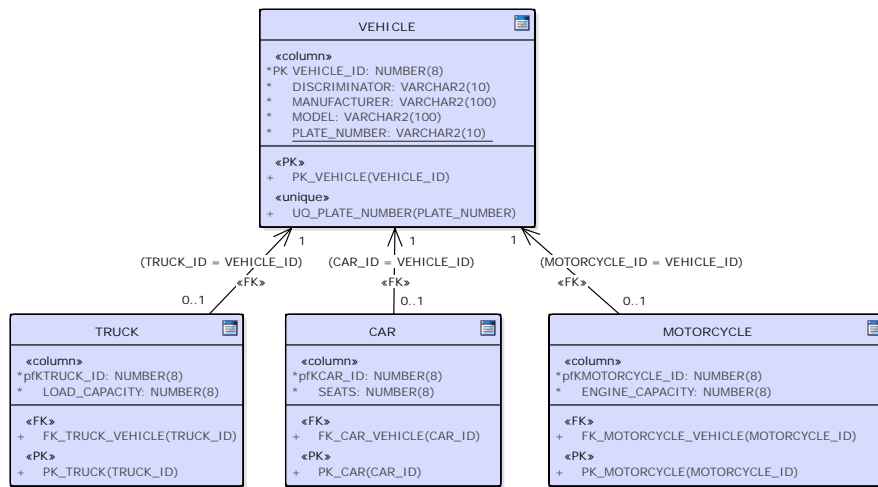 VEHICLE
«column»
*PK VEHICLE_ID: NUMBER(8)
* DISCRIMINATOR: VARCHAR2(10)
* MANUFACTURER: VARCHAR2(100)
* MODEL: VARCHAR2(100)
* PLATE_NUMBER: VARCHAR2(10)
«PK»
+ PK_VEHICLE(VEHICLE_ID)
«unique»
+ UQ_PLATE_NUMBER(PLATE_NUMBER)
1
(TRUCK_ID = VEHICLE_ID)
«FK»
0..1
1
(CAR_ID = VEHICLE_ID)
«FK»
0..1
1
(MOTORCYCLE_ID = VEHICLE_ID)
«FK»
0..1
TRUCK
«column»
*pfKTRUCK_ID: NUMBER(8)
* LOAD_CAPACITY: NUMBER(8)
«FK»
+ FK_TRUCK_VEHICLE(TRUCK_ID)
«PK»
+ PK_TRUCK(TRUCK_ID)
CAR
«column»
*pfKCAR_ID: NUMBER(8)
* SEATS: NUMBER(8)
«FK»
+ FK_CAR_VEHICLE(CAR_ID)
«PK»
+ PK_CAR(CAR_ID)
MOTORCYCLE
«column»
*pfKMOTORCYCLE_ID: NUMBER(8)
* ENGINE_CAPACITY: NUMBER(8)
«FK»
+ FK_MOTORCYCLE_VEHICLE(MOTORCYCLE_ID)
«PK»
+ PK_MOTORCYCLE(MOTORCYCLE_ID)